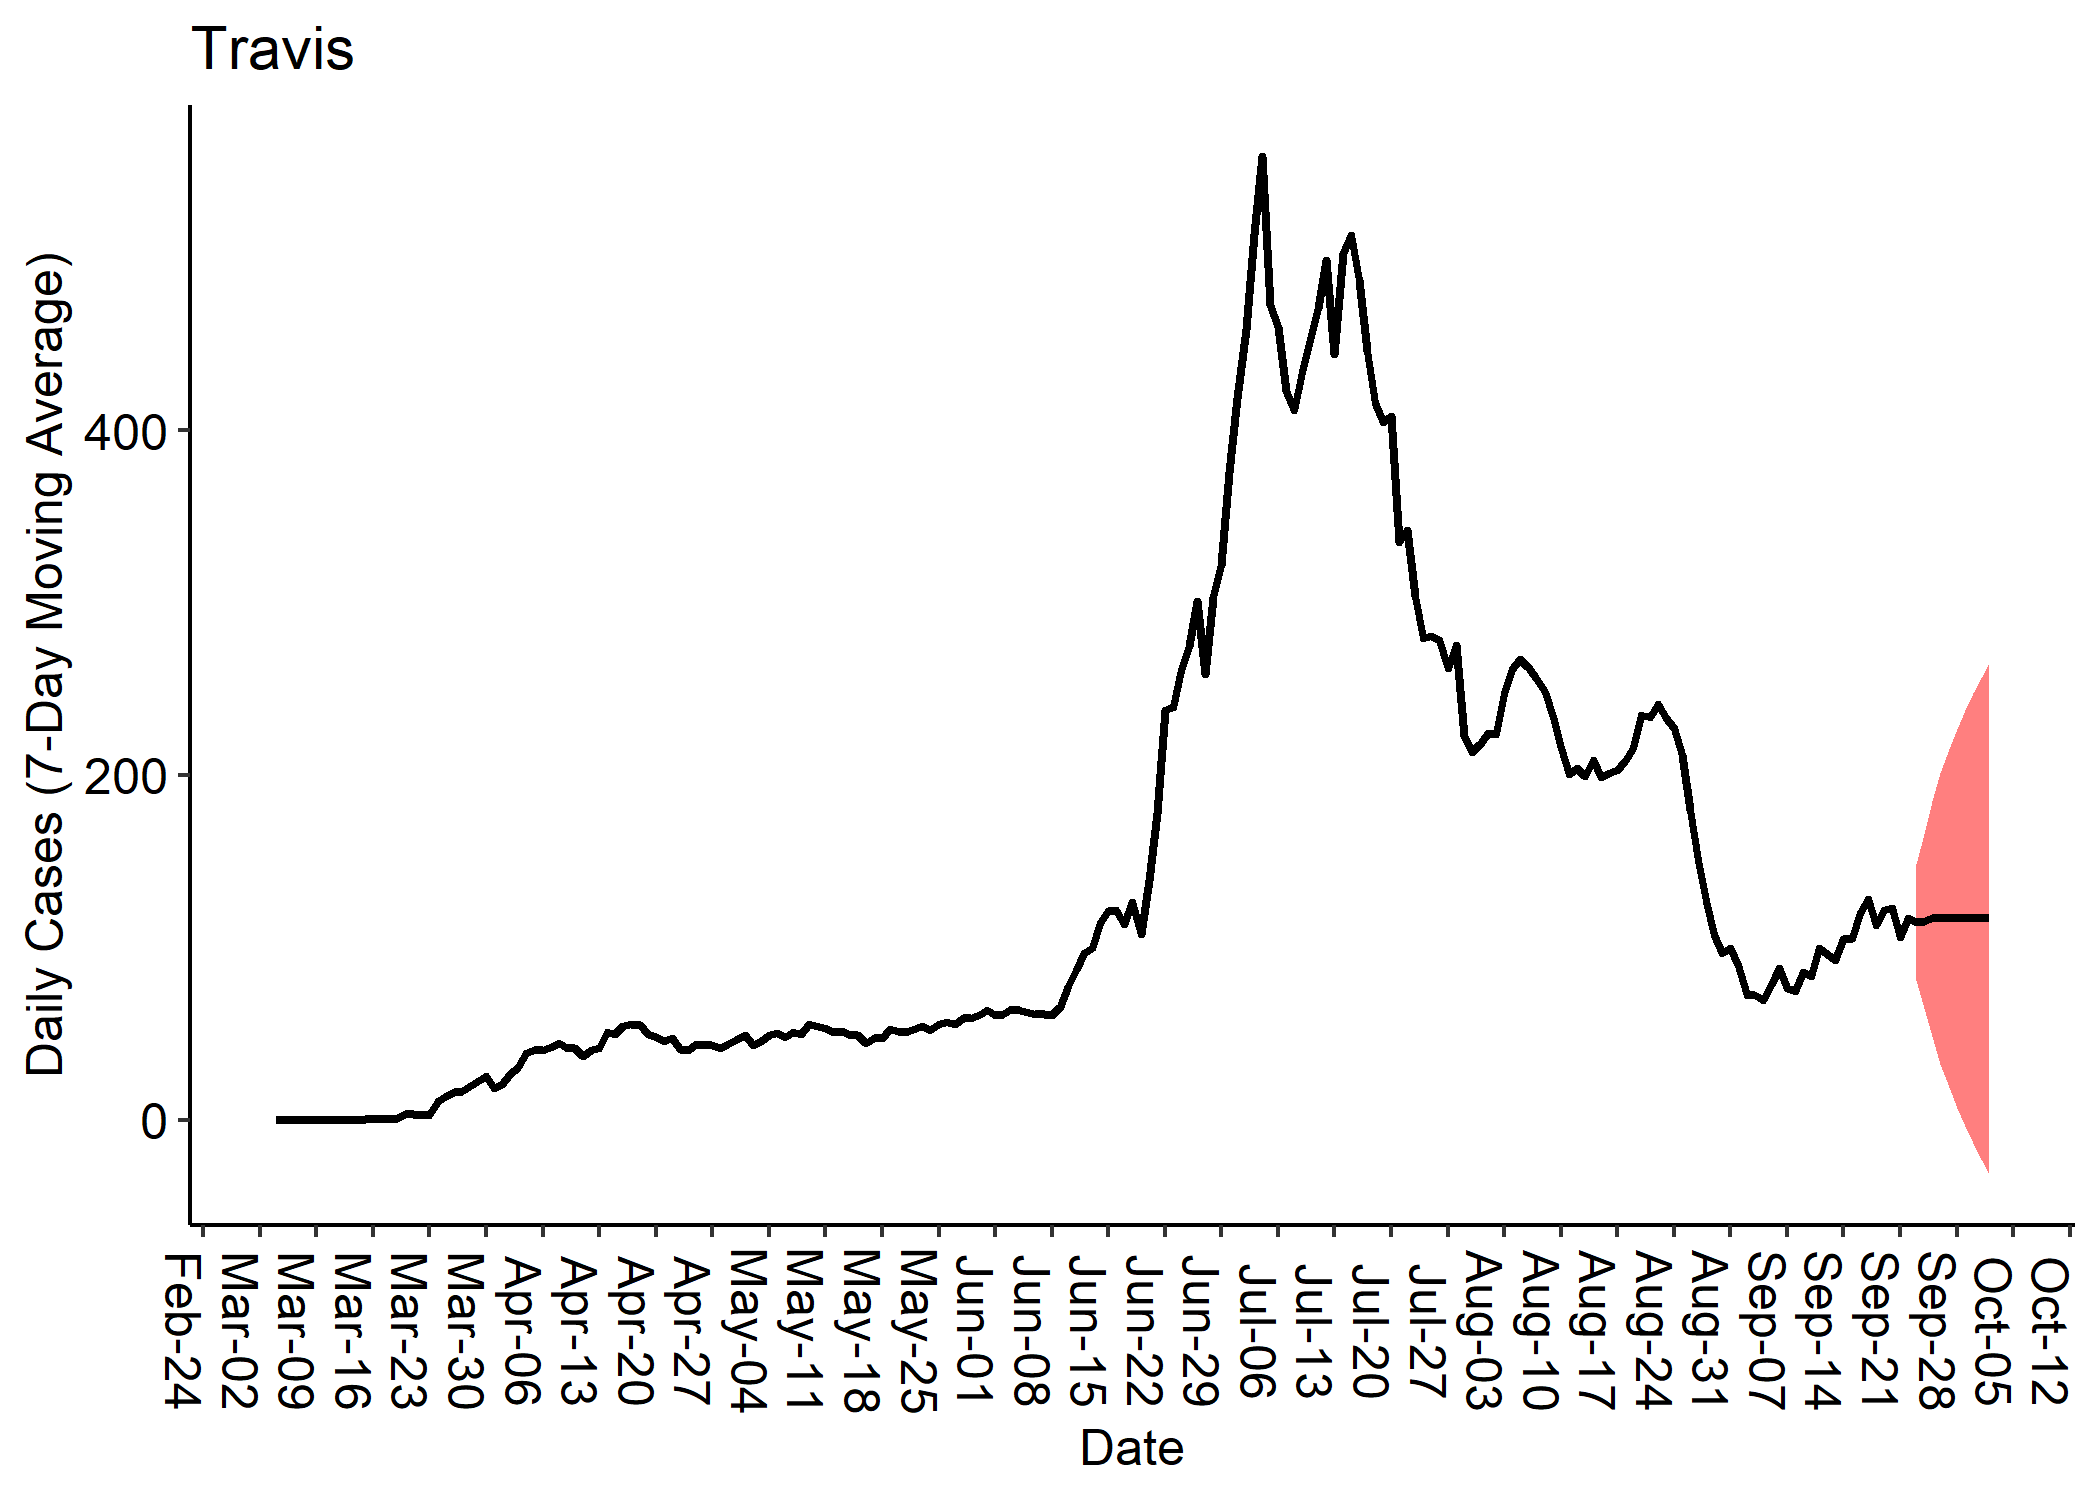 Travis
Daily Cases (7-Day Moving Average)
400
200
0
Feb-24
Mar-02
Mar-09
Mar-16
Mar-23
Mar-30
Apr-06
Apr-13
Apr-20
Apr-27
May-04
May-11
May-18
May-25
Jun-01
Jun-08
Jun-15
Jun-22
Jun-29
Jul-06
Jul-13
Jul-20
Jul-27
Aug-03
Aug-10
Aug-17
Aug-24
Aug-31
Sep-07
Sep-14
Sep-21
Sep-28
Oct-05
Oct-12
Date